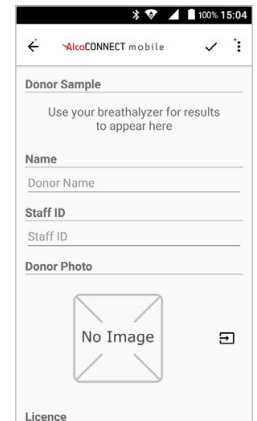 100% 15:04
AlcoCONNECT mobile
Donor Sample
Use your breathalyzer for results
to appear here
Name
Donor Name
Staff ID
Staff ID
Donor Photo
No Image
Licence